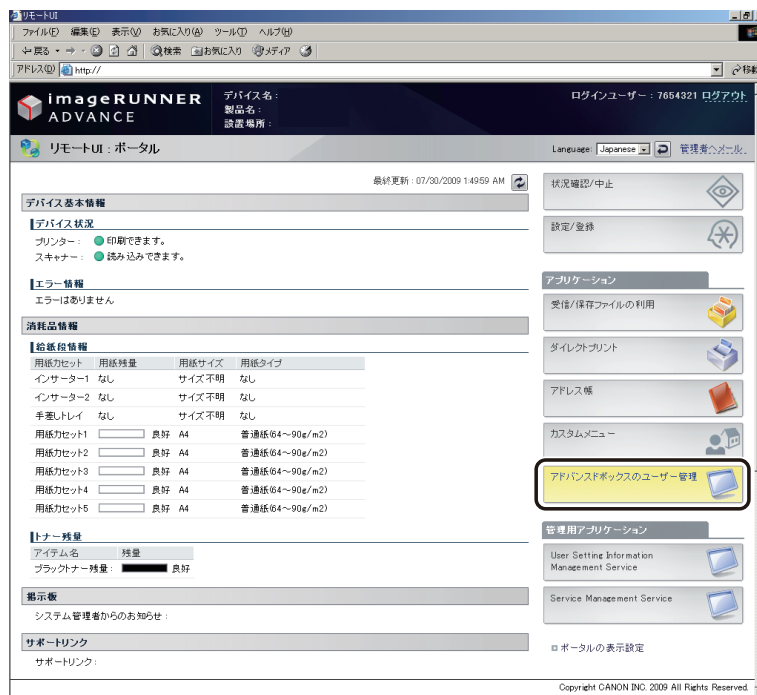 リモートUI
ファイル(F) 編集(E) 表示(V) お気に入り(A) ツール(T) ヘルプ(H)
戻る 検索 お気に入り メディア
アドレス(D) http:// 移動
imageRUNNER ADVANCE
デバイス名 :
製品名 :
設置場所 :
ログインユーザー : 7654321 ログアウト
リモートUI : ポータル
Language: Japanese 管理者へメール
最終更新 : 07/30/2009 1:49:59 AM
デバイス基本情報
デバイス状況
プリンター : 印刷できます。
スキャナー : 読み込みできます。
エラー情報
エラーはありません
消耗品情報
給紙段情報
用紙カセット 用紙残量 用紙サイズ 用紙タイプ
インサーター1 なし サイズ不明 なし
インサーター2 なし サイズ不明 なし
手差しトレイ なし サイズ不明 なし
用紙カセット1 良好 A4 普通紙(64~90g/m2)
用紙カセット2 良好 A4 普通紙(64~90g/m2)
用紙カセット3 良好 A4 普通紙(64~90g/m2)
用紙カセット4 良好 A4 普通紙(64~90g/m2)
用紙カセット5 良好 A4 普通紙(64~90g/m2)
トナー残量
アイテム名 残量
ブラックトナー残量 : 良好
掲示板
システム管理者からのお知らせ :
サポートリンク
サポートリンク :
状況確認/中止
設定/登録
アプリケーション
受信/保存ファイルの利用
ダイレクトプリント
アドレス帳
カスタムメニュー
アドバンスドボックスのユーザー管理
管理用アプリケーション
User Setting Information
Management Service
Service Management Service
ポータルの表示設定
Copyright CANON INC. 2009 All Rights Reserved.